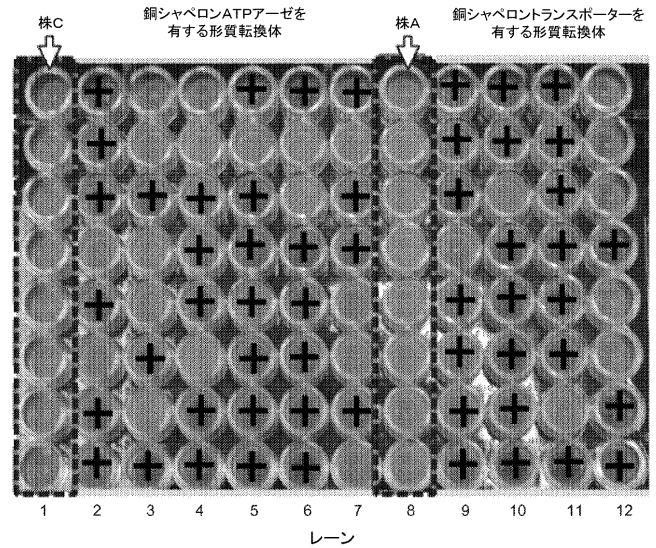 株C
銅シャペロンATPアーゼを
有する形質転換体
株A
銅シャペロントランスポーターを
有する形質転換体
+ + + + + + +
+ + + +
+ + + + + + +
+ + + + + + +
+ + + + + + +
+ + + + + +
+ + + + + + + +
+ + + + + + + + +
1 2 3 4 5 6 7 8 9 10 11 12
レーン